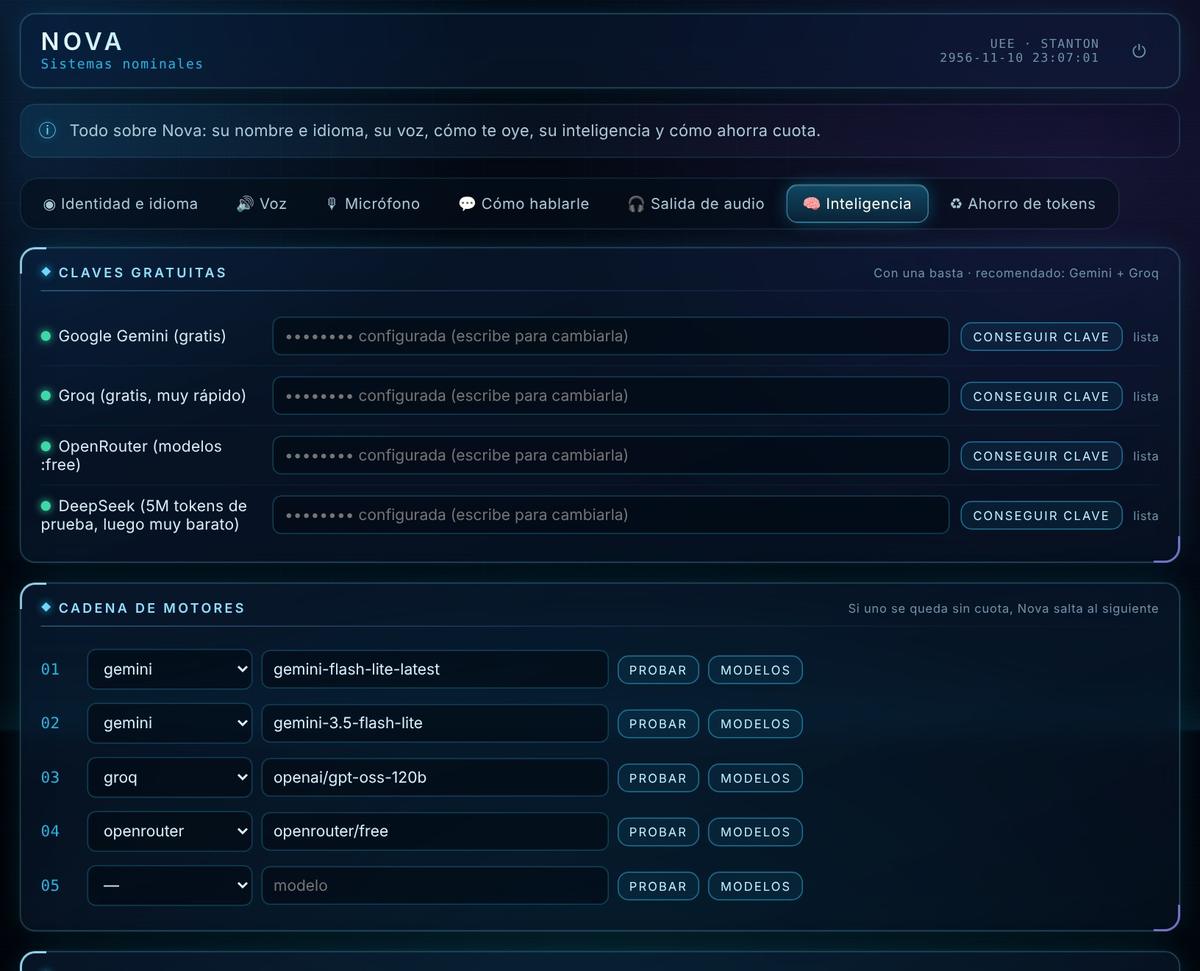 NOVA
Sistemas nominales
UEE · STANTON
2956-11-10 23:07:01
Todo sobre Nova: su nombre e idioma, su voz, cómo te oye, su inteligencia y cómo ahorra cuota.
Identidad e idioma
Voz
Micrófono
Cómo hablarle
Salida de audio
Inteligencia
Ahorro de tokens
CLAVES GRATUITAS
Con una basta · recomendado: Gemini + Groq
Google Gemini (gratis)
•••••••• configurada (escribe para cambiarla)
CONSEGUIR CLAVE
lista
Groq (gratis, muy rápido)
•••••••• configurada (escribe para cambiarla)
CONSEGUIR CLAVE
lista
OpenRouter (modelos
:free)
•••••••• configurada (escribe para cambiarla)
CONSEGUIR CLAVE
lista
DeepSeek (5M tokens de
prueba, luego muy barato)
•••••••• configurada (escribe para cambiarla)
CONSEGUIR CLAVE
lista
CADENA DE MOTORES
Si uno se queda sin cuota, Nova salta al siguiente
01
gemini
gemini-flash-lite-latest
PROBAR
MODELOS
02
gemini
gemini-3.5-flash-lite
PROBAR
MODELOS
03
groq
openai/gpt-oss-120b
PROBAR
MODELOS
04
openrouter
openrouter/free
PROBAR
MODELOS
05
—
modelo
PROBAR
MODELOS